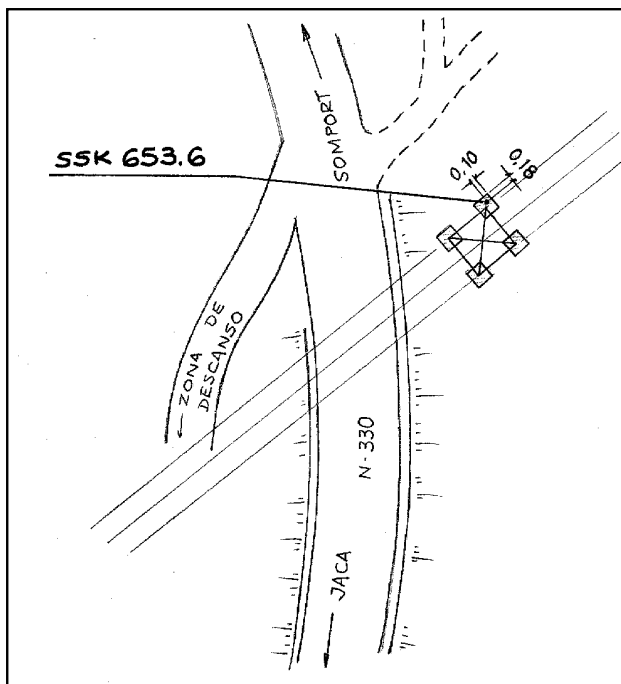 SOMPORT
SSK 653.6
0,10
0,18
ZONA DE
DESCANSO
N-330
JACA